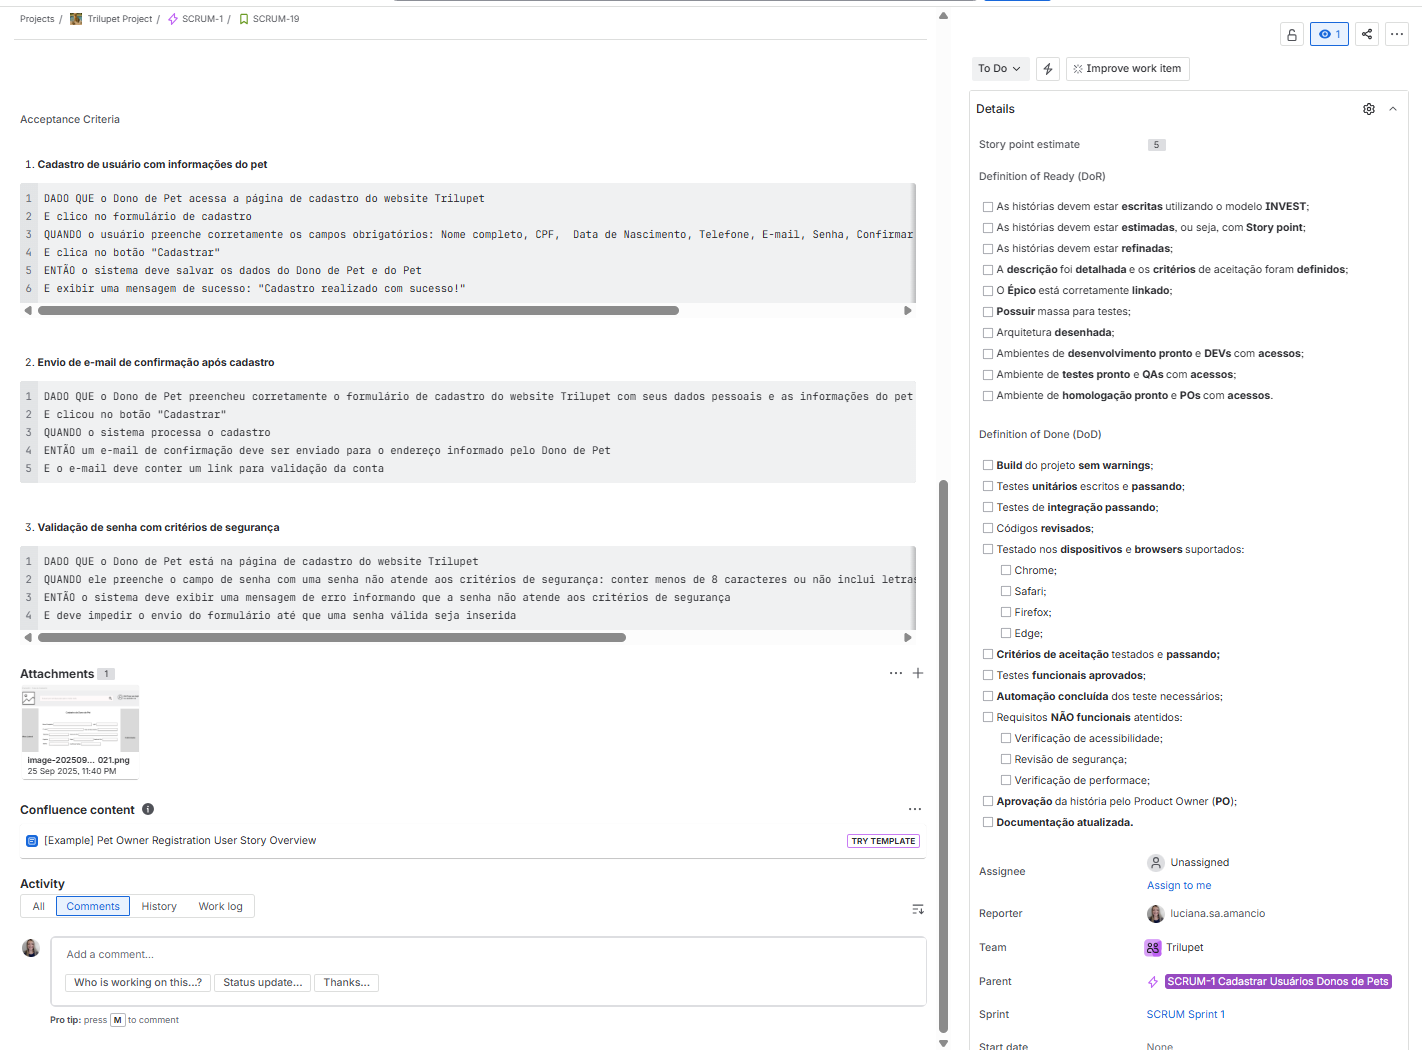 Projects / Trilupet Project / SCRUM-1 / SCRUM-19
1
To Do
Improve work item
Acceptance Criteria
1. Cadastro de usuário com informações do pet
1 DADO QUE o Dono de Pet acessa a página de cadastro do website Trilupet
2 E clico no formulário de cadastro
3 QUANDO o usuário preenche corretamente os campos obrigatórios: Nome completo, CPF,  Data de Nascimento, Telefone, E-mail, Senha, Confirmar
4 E clica no botão "Cadastrar"
5 ENTÃO o sistema deve salvar os dados do Dono de Pet e do Pet
6 E exibir uma mensagem de sucesso: "Cadastro realizado com sucesso!"
2. Envio de e-mail de confirmação após cadastro
1 DADO QUE o Dono de Pet preencheu corretamente o formulário de cadastro do website Trilupet com seus dados pessoais e as informações do pet
2 E clicou no botão "Cadastrar"
3 QUANDO o sistema processa o cadastro
4 ENTÃO um e-mail de confirmação deve ser enviado para o endereço informado pelo Dono de Pet
5 E o e-mail deve conter um link para validação da conta
3. Validação de senha com critérios de segurança
1 DADO QUE o Dono de Pet está na página de cadastro do website Trilupet
2 QUANDO ele preenche o campo de senha com uma senha não atende aos critérios de segurança: conter menos de 8 caracteres ou não inclui letras
3 ENTÃO o sistema deve exibir uma mensagem de erro informando que a senha não atende aos critérios de segurança
4 E deve impedir o envio do formulário até que uma senha válida seja inserida
Attachments 1
image-202509... 021.png
25 Sep 2025, 11:40 PM
Confluence content
[Example] Pet Owner Registration User Story Overview
TRY TEMPLATE
Activity
All Comments History Work log
Add a comment...
Who is working on this...? Status update... Thanks...
Pro tip: press M to comment
Details
Story point estimate 5
Definition of Ready (DoR)
As histórias devem estar escritas utilizando o modelo INVEST;
As histórias devem estar estimadas, ou seja, com Story point;
As histórias devem estar refinadas;
A descrição foi detalhada e os critérios de aceitação foram definidos;
O Épico está corretamente linkado;
Possuir massa para testes;
Arquitetura desenhada;
Ambientes de desenvolvimento pronto e DEVs com acessos;
Ambiente de testes pronto e QAs com acessos;
Ambiente de homologação pronto e POs com acessos.
Definition of Done (DoD)
Build do projeto sem warnings;
Testes unitários escritos e passando;
Testes de integração passando;
Códigos revisados;
Testado nos dispositivos e browsers suportados:
Chrome;
Safari;
Firefox;
Edge;
Critérios de aceitação testados e passando;
Testes funcionais aprovados;
Automação concluída dos teste necessários;
Requisitos NÃO funcionais atentidos:
Verificação de acessibilidade;
Revisão de segurança;
Verificação de performace;
Aprovação da história pelo Product Owner (PO);
Documentação atualizada.
Assignee Unassigned
Assign to me
Reporter luciana.sa.amancio
Team Trilupet
Parent SCRUM-1 Cadastrar Usuários Donos de Pets
Sprint SCRUM Sprint 1
Start date None